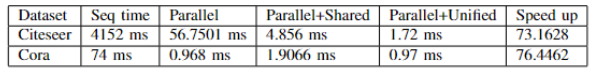 Dataset Seq time Parallel Parallel+Shared Parallel+Unified Speed up
Citeseer 4152 ms 56.7501 ms 4.856 ms 1.72 ms 73.1628
Cora 74 ms 0.968 ms 1.9066 ms 0.97 ms 76.4462